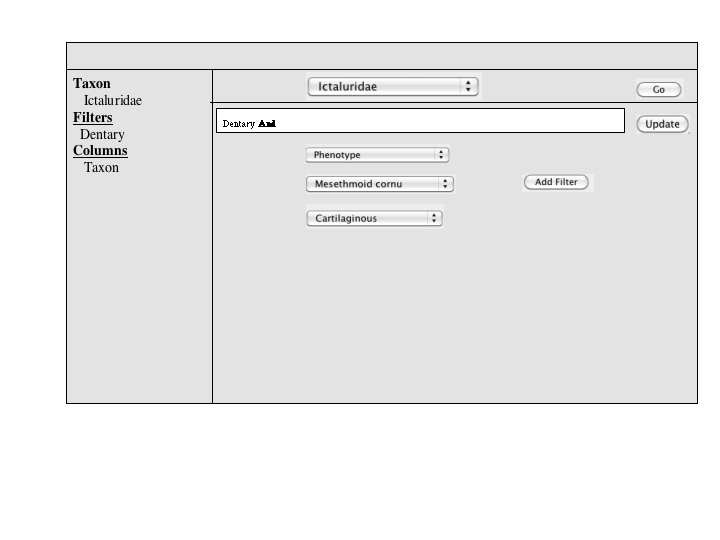 Taxon
Ictaluridae
Filters
Dentary
Columns
Taxon
Ictaluridae
Go
Dentary And
Update
Phenotype
Mesethmoid cornu
Add Filter
Cartilaginous